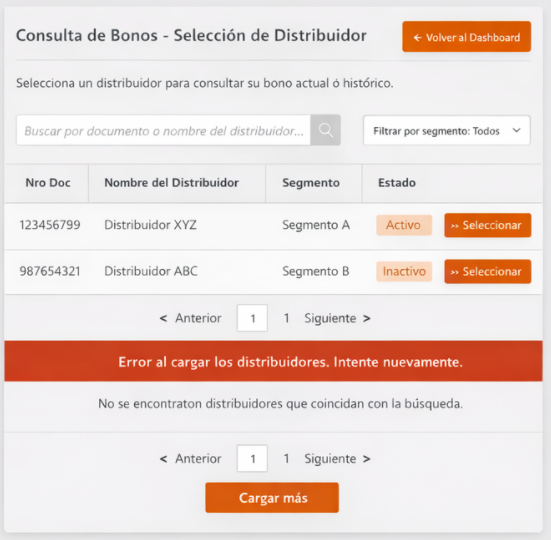 Consulta de Bonos - Selección de Distribuidor
← Volver al Dashboard
Selecciona un distribuidor para consultar su bono actual ó histórico.
Buscar por documento o nombre del distribuidor...
Filtrar por segmento: Todos
Nro Doc Nombre del Distribuidor Segmento Estado
123456799 Distribuidor XYZ Segmento A Activo »» Seleccionar
987654321 Distribuidor ABC Segmento B Inactivo »» Seleccionar
< Anterior 1 1 Siguiente >
Error al cargar los distribuidores. Intente nuevamente.
No se encontraton distribuidores que coincidan con la búsqueda.
< Anterior 1 1 Siguiente >
Cargar más